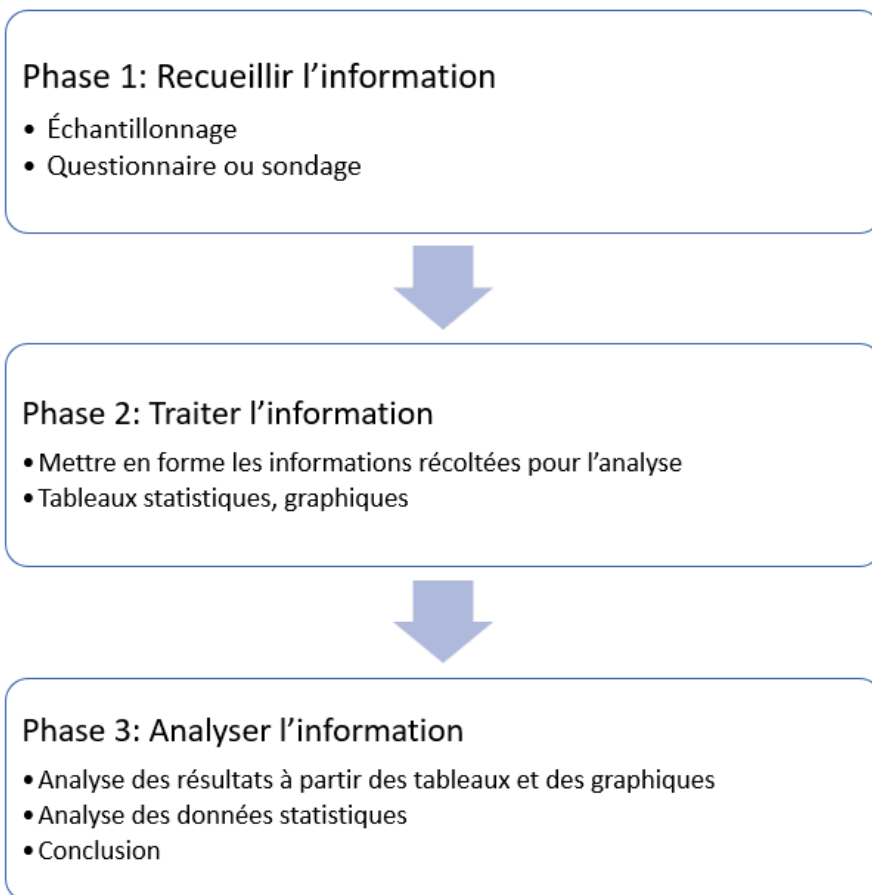 Phase 1: Recueillir l’information
• Échantillonnage
• Questionnaire ou sondage
Phase 2: Traiter l’information
• Mettre en forme les informations récoltées pour l’analyse
• Tableaux statistiques, graphiques
Phase 3: Analyser l’information
• Analyse des résultats à partir des tableaux et des graphiques
• Analyse des données statistiques
• Conclusion